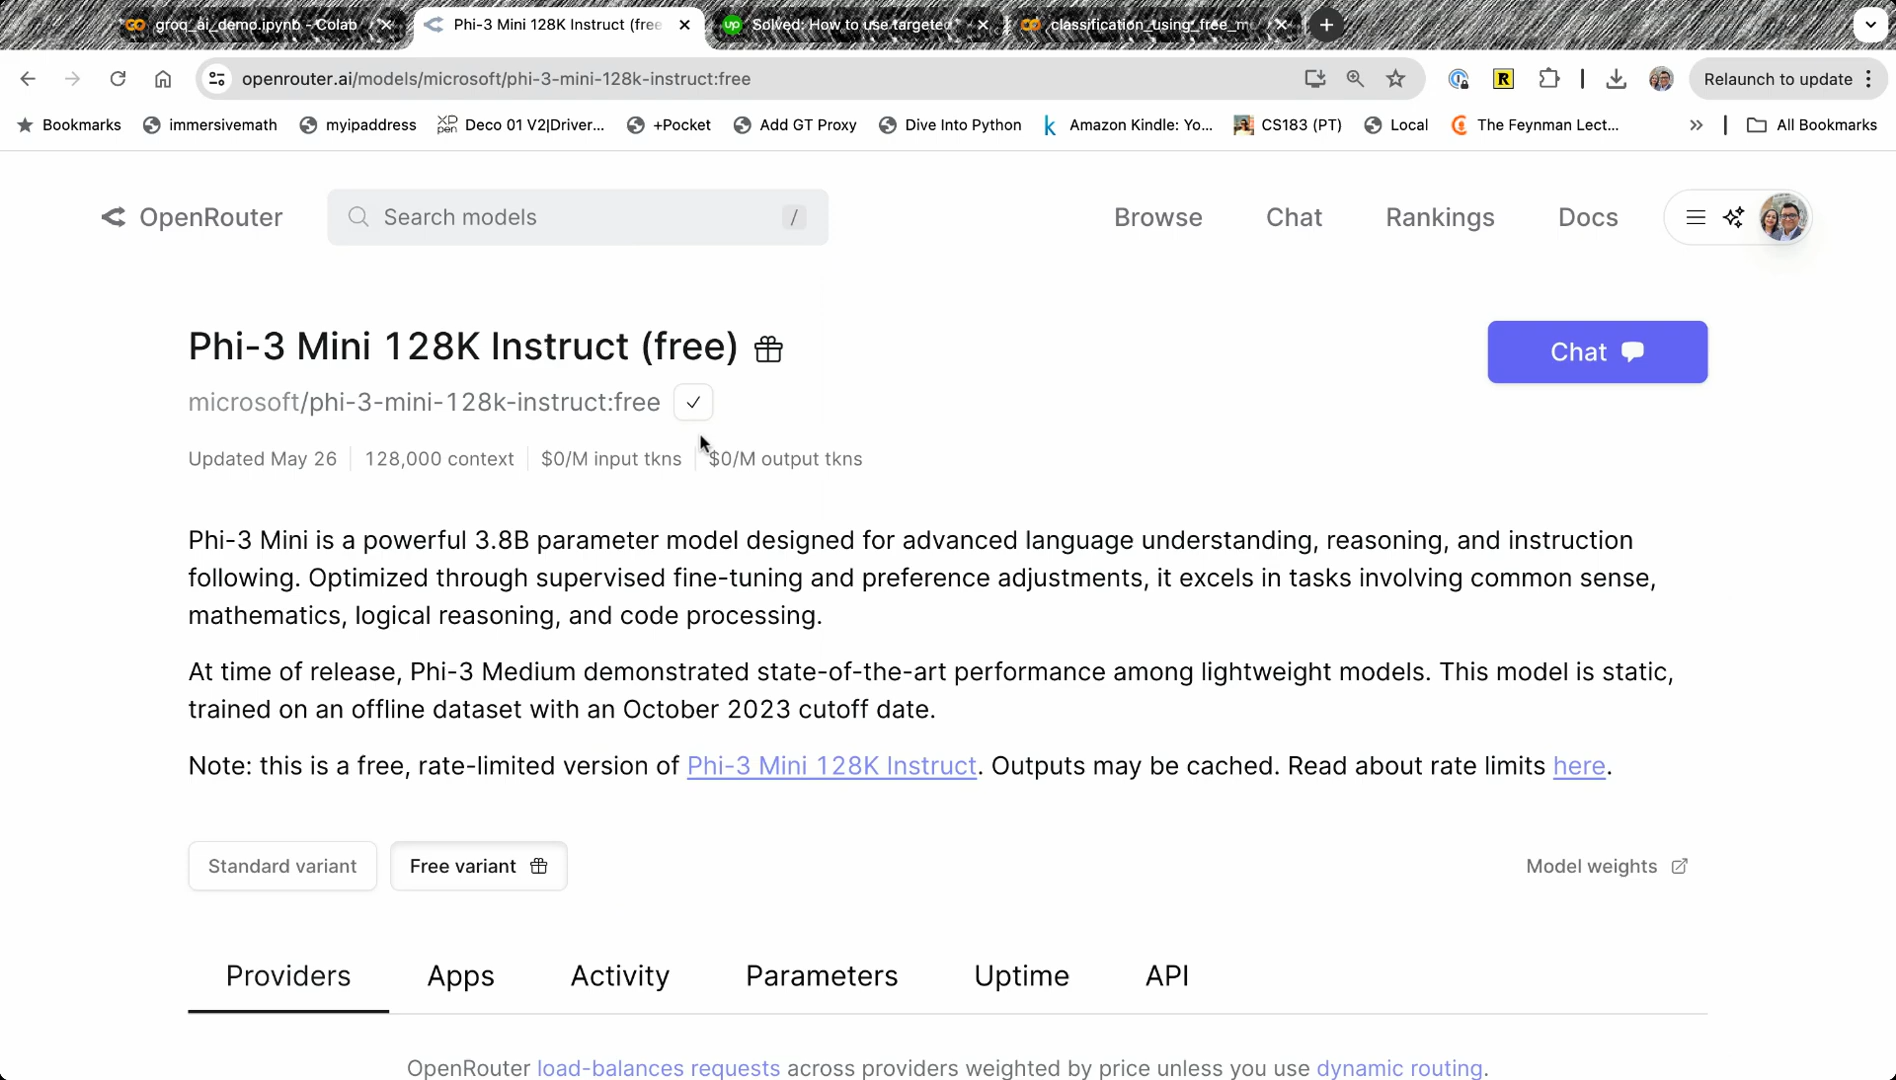 groq_ai_demo.ipynb - Colab
Phi-3 Mini 128K Instruct (free
Solved: How to use targeted
classification_using_free_m
openrouter.ai/models/microsoft/phi-3-mini-128k-instruct:free
R
Relaunch to update
Bookmarks
immersivemath
myipaddress
XP pen
Deco 01 V2|Driver...
+Pocket
Add GT Proxy
Dive Into Python
k
Amazon Kindle: Yo...
CS183 (PT)
Local
The Feynman Lect...
All Bookmarks
OpenRouter
Search models
/
Browse
Chat
Rankings
Docs
Phi-3 Mini 128K Instruct (free)
Chat
microsoft/phi-3-mini-128k-instruct:free
Updated May 26
128,000 context
$0/M input tkns
$0/M output tkns
Phi-3 Mini is a powerful 3.8B parameter model designed for advanced language understanding, reasoning, and instruction
following. Optimized through supervised fine-tuning and preference adjustments, it excels in tasks involving common sense,
mathematics, logical reasoning, and code processing.
At time of release, Phi-3 Medium demonstrated state-of-the-art performance among lightweight models. This model is static,
trained on an offline dataset with an October 2023 cutoff date.
Note: this is a free, rate-limited version of Phi-3 Mini 128K Instruct. Outputs may be cached. Read about rate limits here.
Standard variant
Free variant
Model weights
Providers
Apps
Activity
Parameters
Uptime
API
OpenRouter load-balances requests across providers weighted by price unless you use dynamic routing.